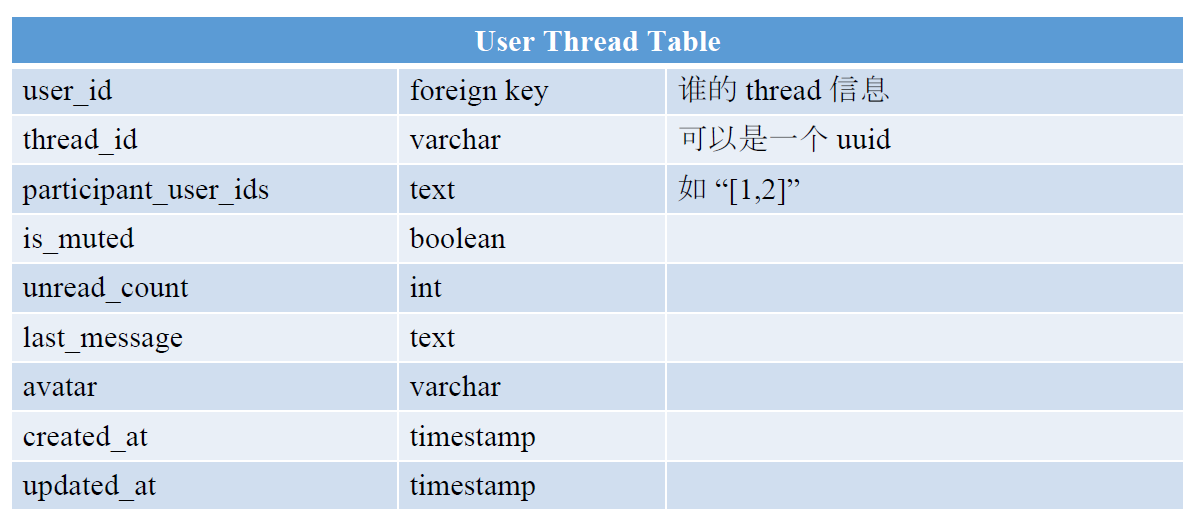 User Thread Table
user_id foreign key 谁的 thread 信息
thread_id varchar 可以是一个 uuid
participant_user_ids text 如 “[1,2]”
is_muted boolean
unread_count int
last_message text
avatar varchar
created_at timestamp
updated_at timestamp